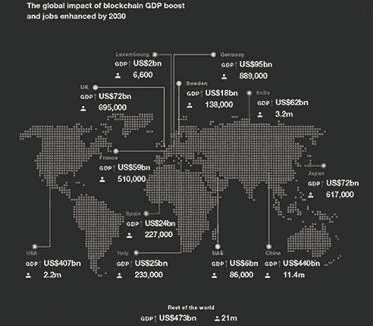 The global impact of blockchain GDP boost
and jobs enhanced by 2030
Luxembourg
GDP US$2bn
6,600
Germany
GDP US$95bn
889,000
UK
GDP US$72bn
695,000
Sweden
GDP US$18bn
138,000
India
GDP US$62bn
3.2m
France
GDP US$59bn
510,000
Japan
GDP US$72bn
617,000
Spain
GDP US$24bn
227,000
USA
GDP US$407bn
2.2m
Italy
GDP US$25bn
233,000
UAE
GDP US$6bn
86,000
China
GDP US$440bn
11.4m
Rest of the world
GDP US$473bn 21m